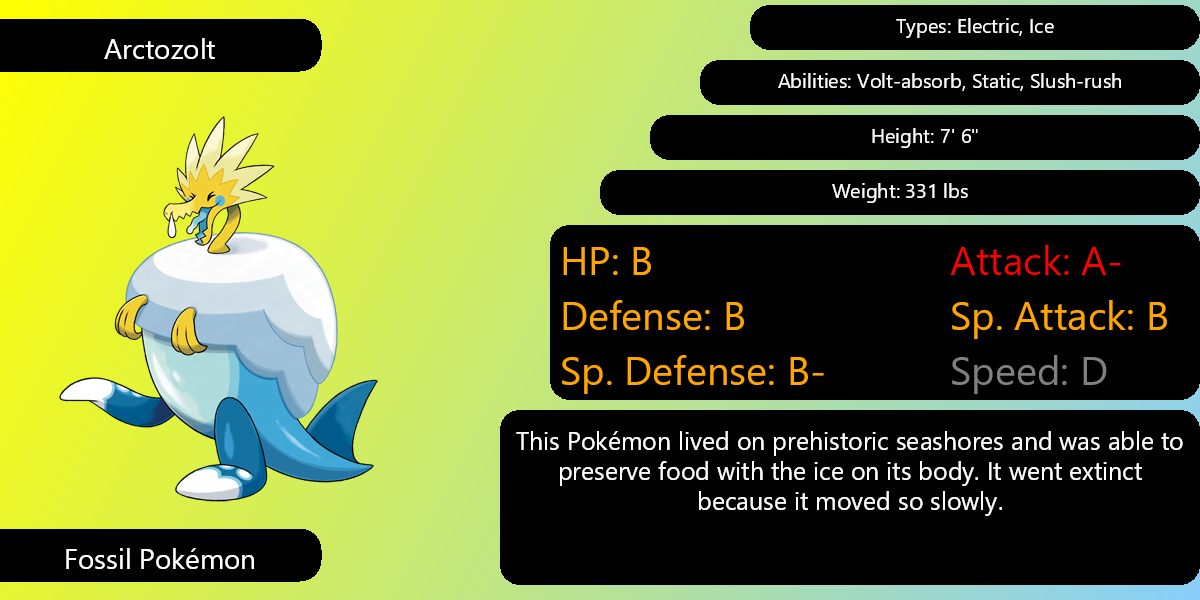 Arctozolt
Types: Electric, Ice
Abilities: Volt-absorb, Static, Slush-rush
Height: 7' 6"
Weight: 331 lbs
HP: B
Attack: A-
Defense: B
Sp. Attack: B
Sp. Defense: B-
Speed: D
This Pokémon lived on prehistoric seashores and was able to
preserve food with the ice on its body. It went extinct
because it moved so slowly.
Fossil Pokémon